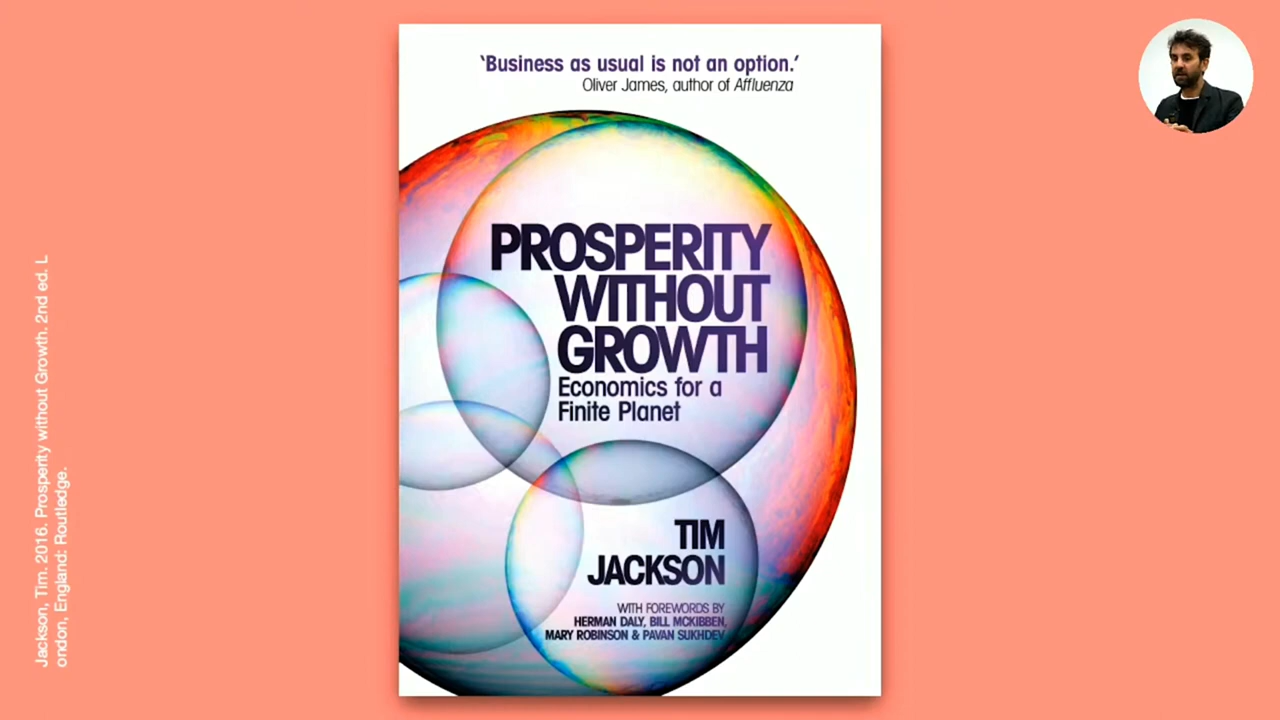 'Business as usual is not an option.'
Oliver James, author of Affluenza
PROSPERITY
WITHOUT
GROWTH
Economics for a
Finite Planet
TIM
JACKSON
WITH FOREWORDS BY
HERMAN DALY, BILL MCKIBBEN,
MARY ROBINSON & PAVAN SUKHDEV
Jackson, Tim. 2016. Prosperity without Growth. 2nd ed. L
ondon, England: Routledge.